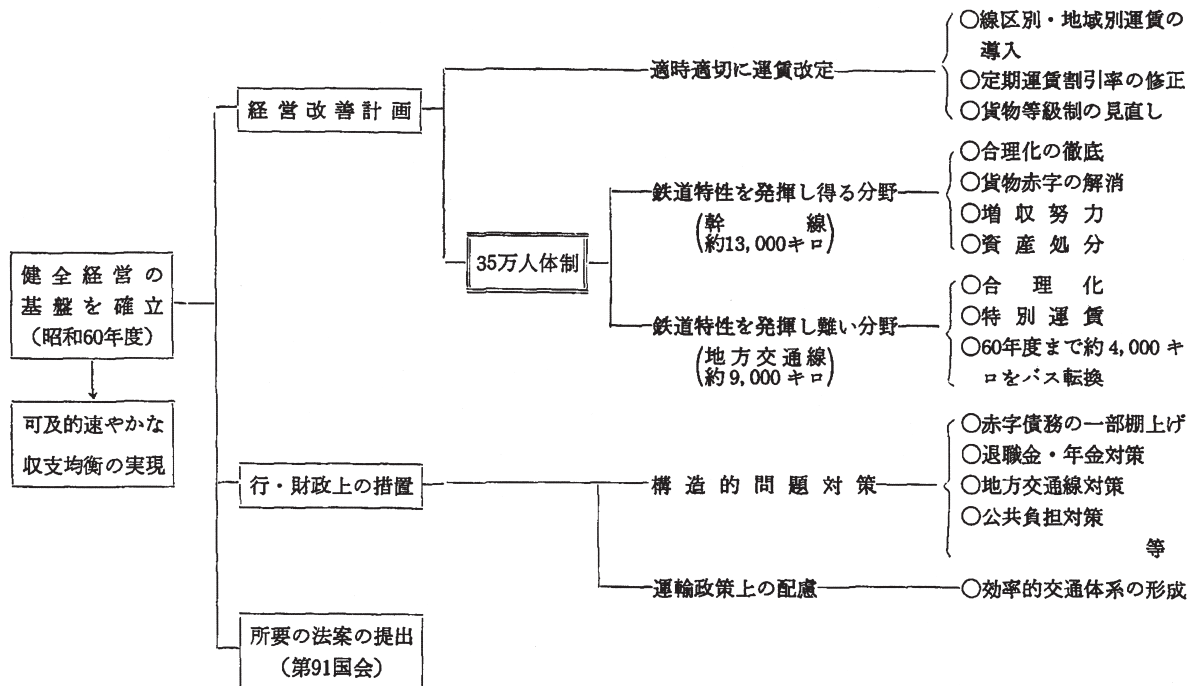 健全経営の
基盤を確立
（昭和60年度）
可及的速やかな
収支均衡の実現
経営改善計画
適時適切に運賃改定
○線区別・地域別運賃の
導入
○定期運賃割引率の修正
○貨物等級制の見直し
35万人体制
鉄道特性を発揮し得る分野
（幹線
約13,000キロ）
○合理化の徹底
○貨物赤字の解消
○増収努力
○資産処分
鉄道特性を発揮し難い分野
（地方交通線
約9,000キロ）
○合理化
○特別運賃
○60年度まで約4,000キ
ロをバス転換
行・財政上の措置
構造的問題対策
○赤字債務の一部棚上げ
○退職金・年金対策
○地方交通線対策
○公共負担対策
等
運輸政策上の配慮
○効率的交通体系の形成
所要の法案の提出
（第91国会）